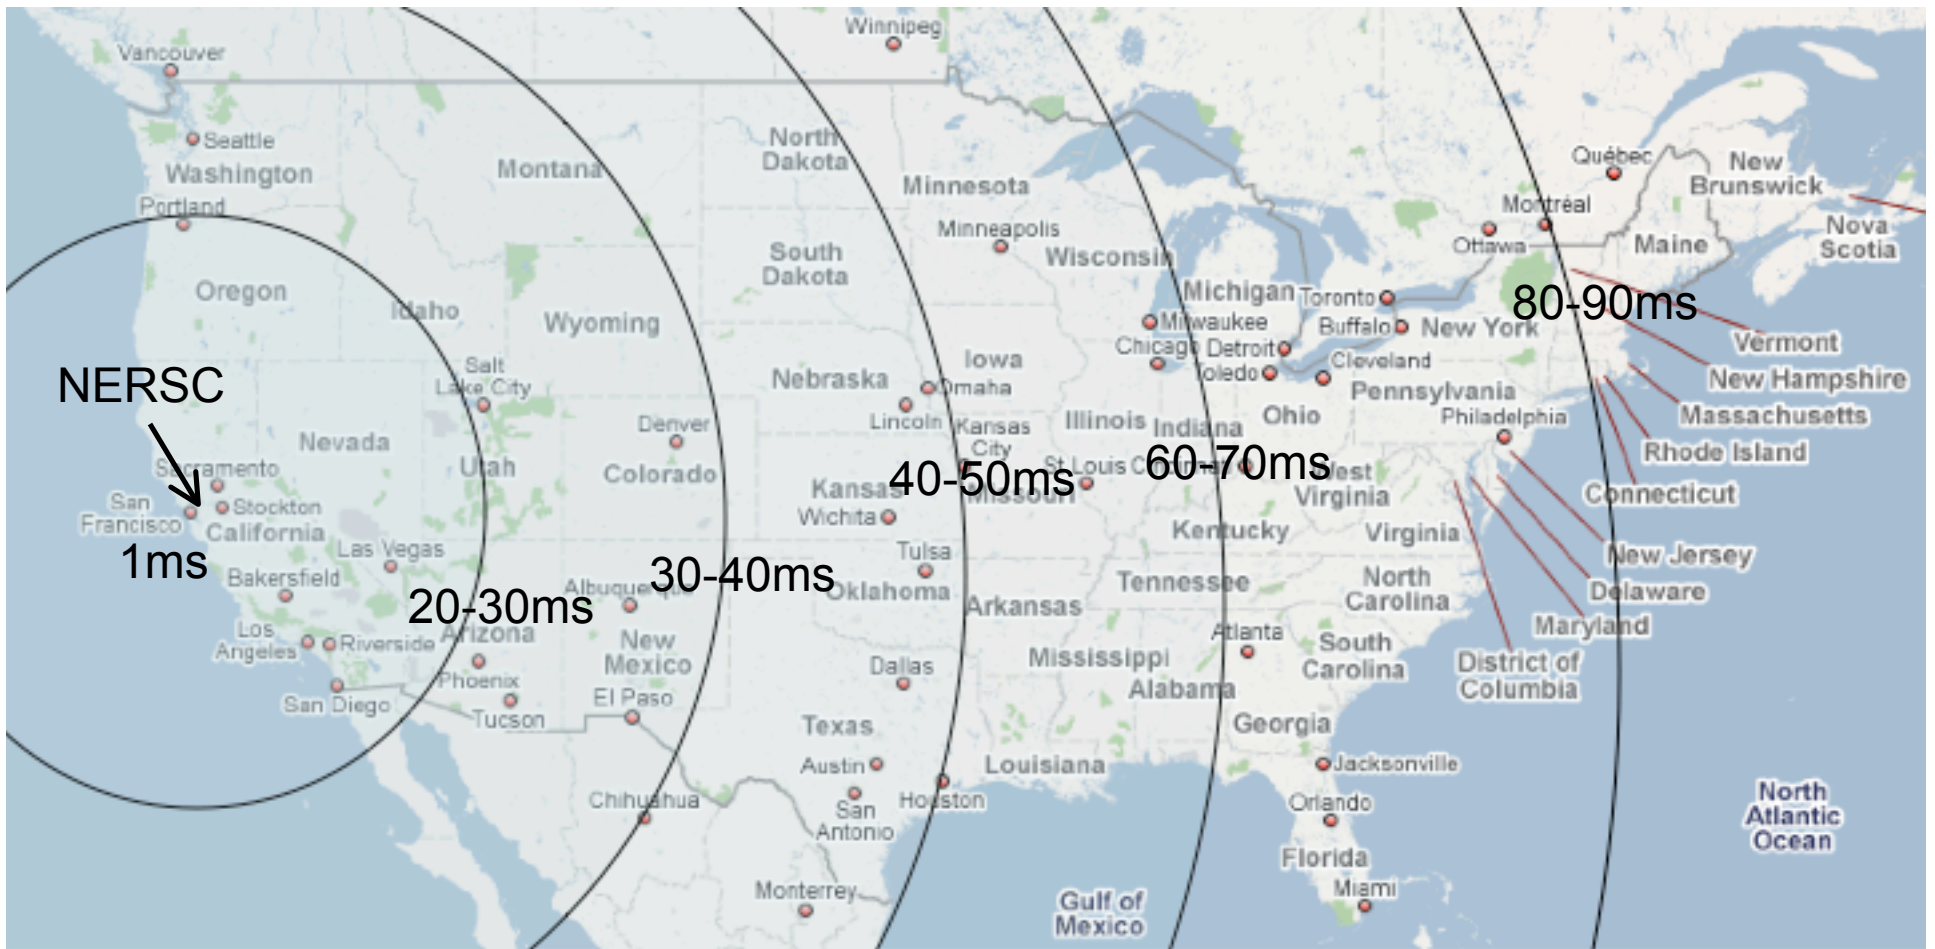 Winnipeg
Vancouver
Seattle
Washington
Montana
North
Dakota
Minnesota
Québec
New
Brunswick
Portland
Montréal
Nova
Scotia
Minneapolis
Wisconsin
Ottawa
Maine
South
Dakota
Oregon
Idaho
Wyoming
Michigan
Toronto
80-90ms
Milwaukee
Buffalo
New York
Vermont
Chicago
Detroit
Iowa
Cleveland
Salt
Lake City
Nebraska
Omaha
Toledo
New Hampshire
NERSC
Pennsylvania
Massachusetts
Lincoln
Illinois
Indiana
Ohio
Philadelphia
Denver
Kansas
City
Nevada
Rhode Island
Sacramento
Utah
Colorado
St Louis
Cincinnati
60-70ms
West
Virginia
40-50ms
Missouri
Kansas
Connecticut
San
Francisco
Stockton
California
Wichita
Kentucky
Virginia
1ms
Las Vegas
Tulsa
New Jersey
Bakersfield
20-30ms
Albuquerque
30-40ms
Oklahoma
Arkansas
Tennessee
North
Carolina
Delaware
Maryland
Los
Angeles
Riverside
Arizona
New
Mexico
Atlanta
South
Carolina
Mississippi
Dallas
District of
Columbia
Phoenix
San Diego
Tucson
El Paso
Alabama
Texas
Georgia
Austin
Louisiana
Jacksonville
Chihuahua
San
Antonio
Houston
Orlando
North
Atlantic
Ocean
Florida
Monterrey
Miami
Gulf of
Mexico